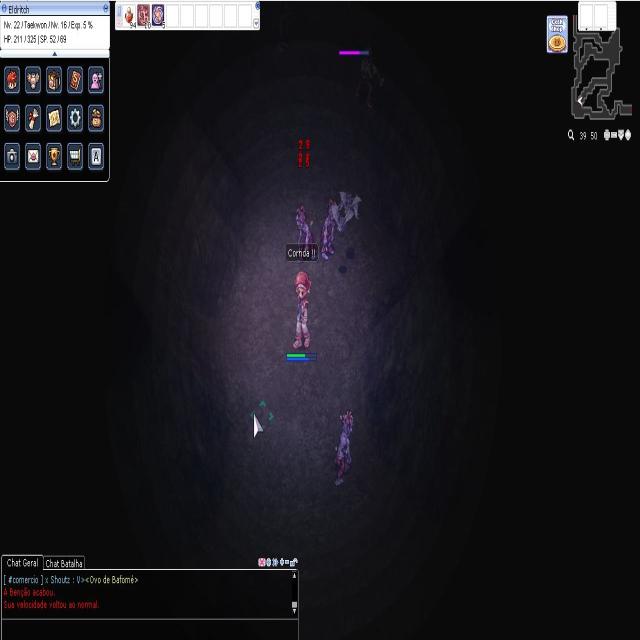 Eldritch
Nv. 22 / Taekwon / Nv. 16 / Exp. 5 %
HP. 211 / 325 | SP. 52 / 69
39 50
Corrida !!
Chat Geral Chat Batalha
[ #comercio ] x Shoutz : V><Ovo de Bafomé>
A Benção acabou.
Sua velocidade voltou ao normal.